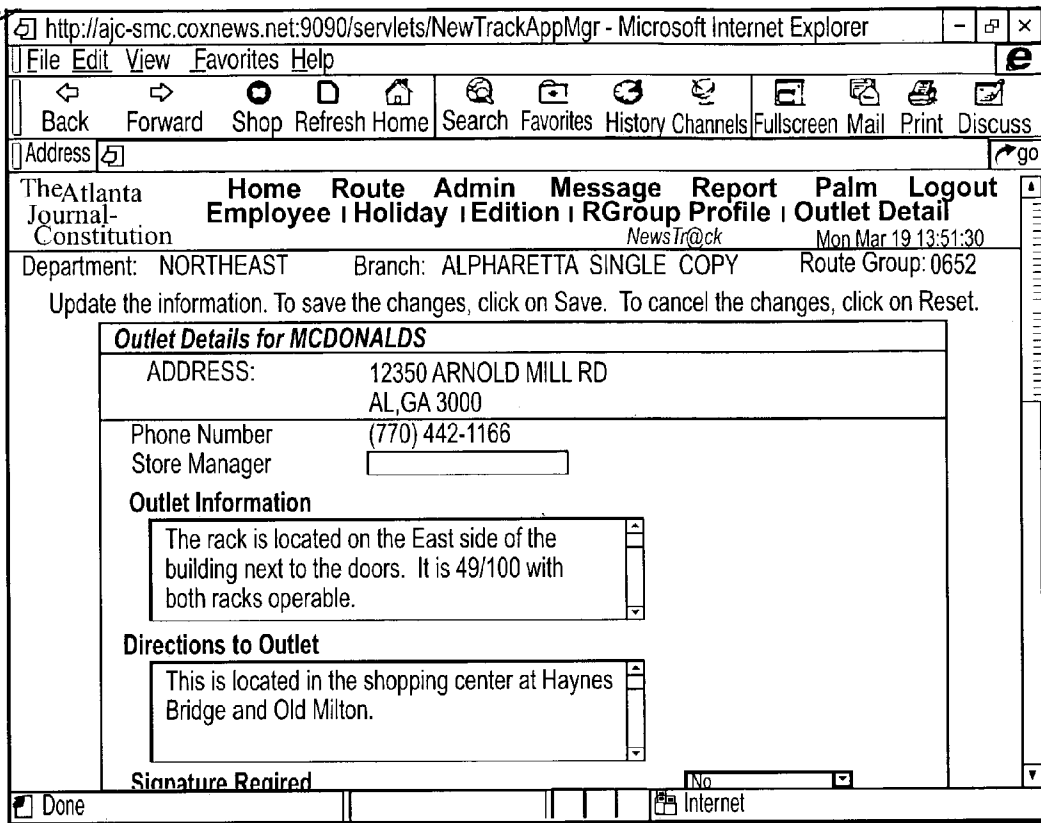 http://ajc-smc.coxnews.net:9090/servlets/NewTrackAppMgr - Microsoft Internet Explorer
File Edit View Favorites Help
Back Forward Shop Refresh Home Search Favorites History Channels Fullscreen Mail Print Discuss
Address go
The Atlanta Journal-Constitution
Home Route Admin Message Report Palm Logout
Employee | Holiday | Edition | RGroup Profile | Outlet Detail
NewsTr@ck Mon Mar 19 13:51:30
Department: NORTHEAST Branch: ALPHARETTA SINGLE COPY Route Group: 0652
Update the information. To save the changes, click on Save. To cancel the changes, click on Reset.
Outlet Details for MCDONALDS
ADDRESS: 12350 ARNOLD MILL RD
AL,GA 3000
Phone Number (770) 442-1166
Store Manager
Outlet Information
The rack is located on the East side of the
building next to the doors. It is 49/100 with
both racks operable.
Directions to Outlet
This is located in the shopping center at Haynes
Bridge and Old Milton.
Signature Reqired No
Done Internet